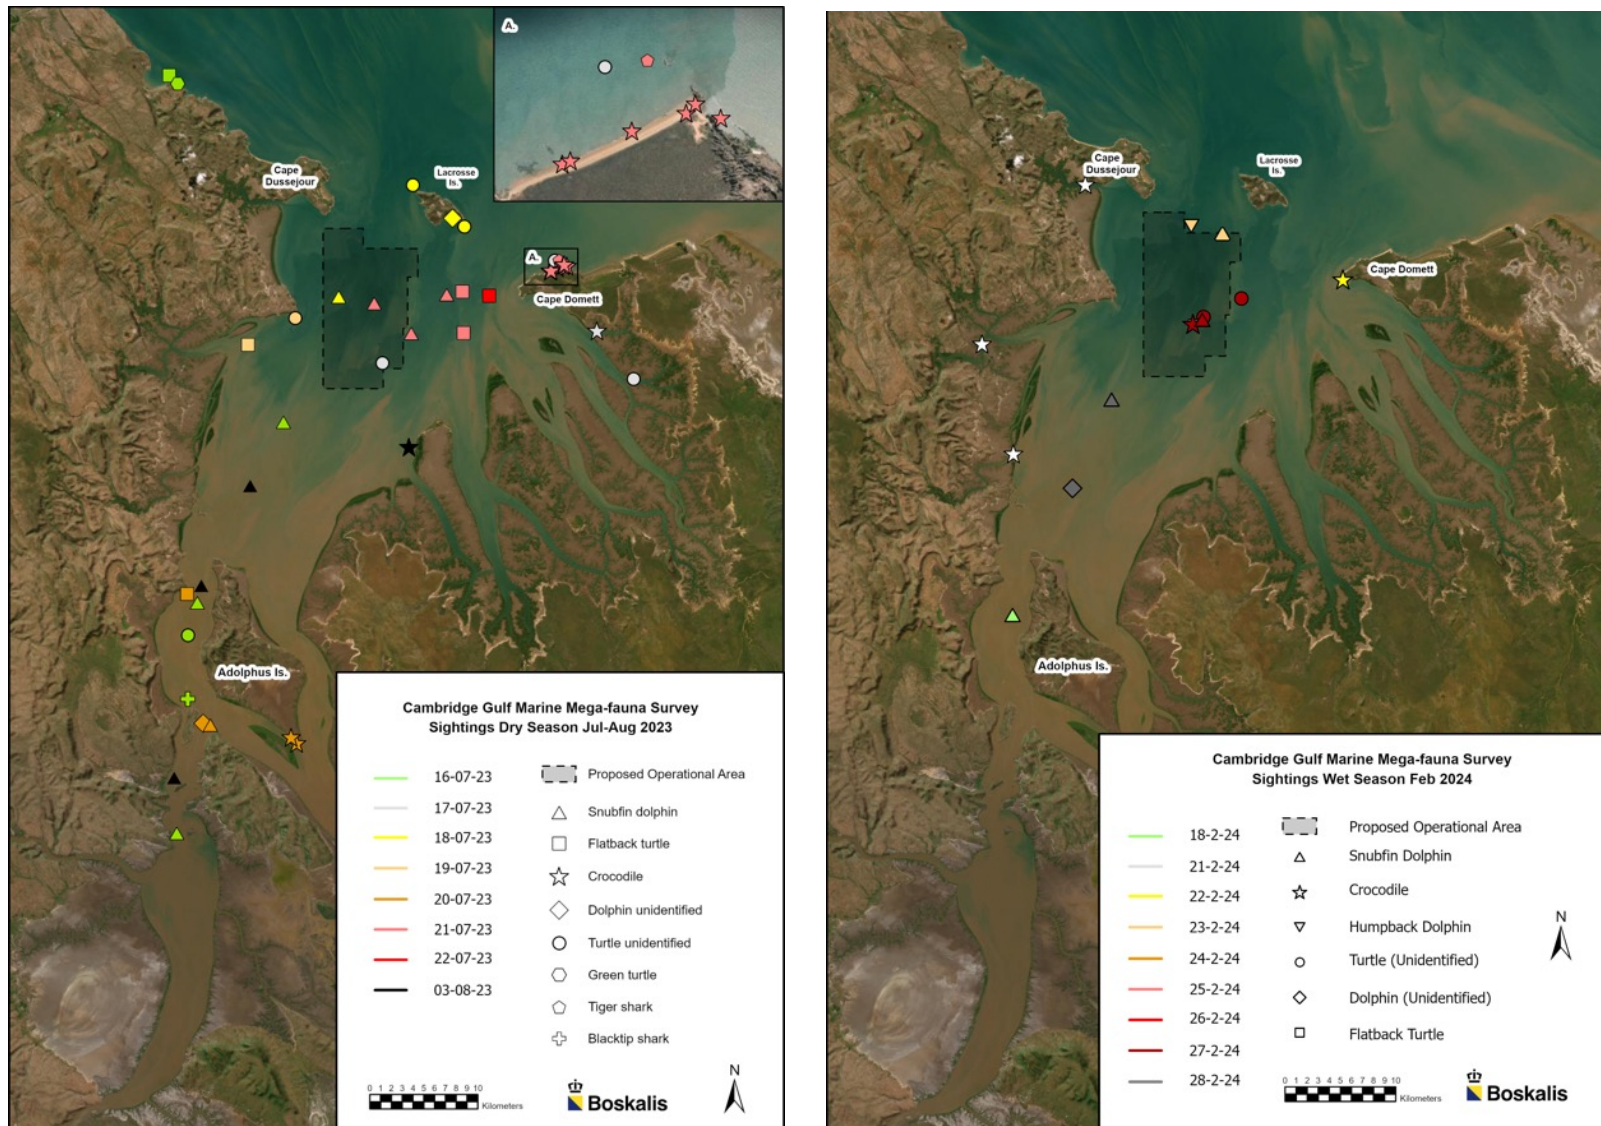 A.
Cape
Dussejour
Lacrosse
Is.
A.
Cape Domett
Adolphus Is.
Cambridge Gulf Marine Mega-fauna Survey
Sightings Dry Season Jul-Aug 2023
16-07-23
17-07-23
18-07-23
19-07-23
20-07-23
21-07-23
22-07-23
03-08-23
Proposed Operational Area
Snubfin dolphin
Flatback turtle
Crocodile
Dolphin unidentified
Turtle unidentified
Green turtle
Tiger shark
Blacktip shark
0 1 2 3 4 5 6 7 8 9 10
Kilometers
Boskalis
N
Cape
Dussejour
Lacrosse
Is.
Cape Domett
Adolphus Is.
Cambridge Gulf Marine Mega-fauna Survey
Sightings Wet Season Feb 2024
18-2-24
21-2-24
22-2-24
23-2-24
24-2-24
25-2-24
26-2-24
27-2-24
28-2-24
Proposed Operational Area
Snubfin Dolphin
Crocodile
Humpback Dolphin
Turtle (Unidentified)
Dolphin (Unidentified)
Flatback Turtle
N
0 1 2 3 4 5 6 7 8 9 10
Kilometers
Boskalis